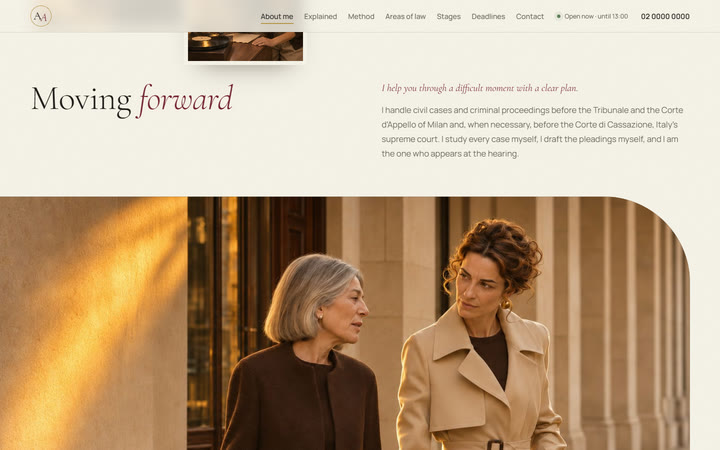 AA
About me Explained Method Areas of law Stages Deadlines Contact Open now · until 13:00 02 0000 0000
Moving forward
I help you through a difficult moment with a clear plan.
I handle civil cases and criminal proceedings before the Tribunale and the Corte
d'Appello of Milan and, when necessary, before the Corte di Cassazione, Italy's
supreme court. I study every case myself, I draft the pleadings myself, and I am
the one who appears at the hearing.